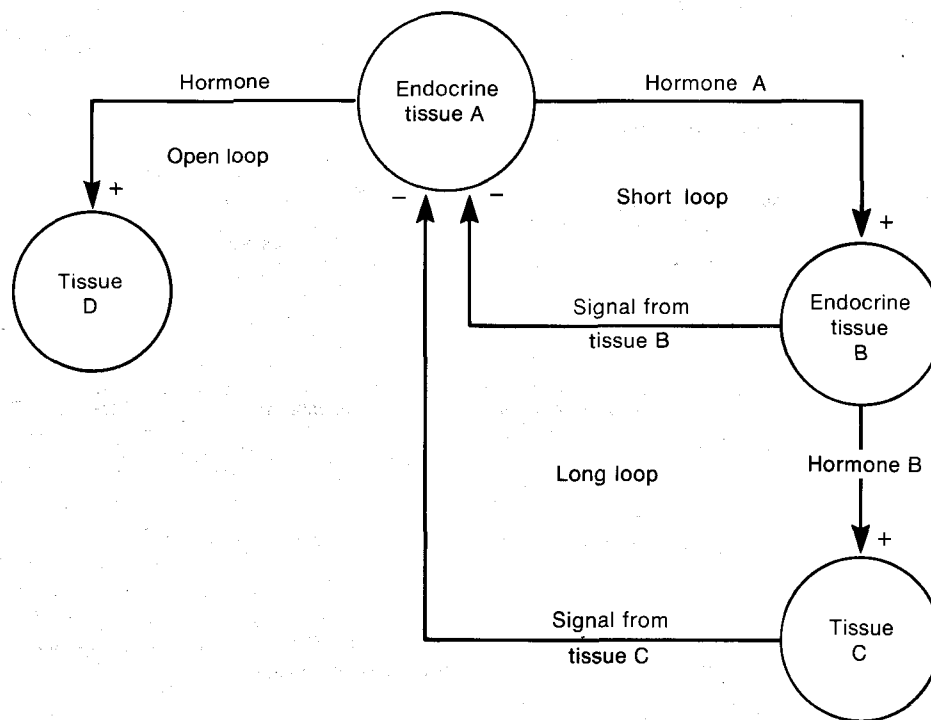 Hormone
Endocrine
tissue A
Hormone A
Open loop
+
-
-
Short loop
+
Tissue
D
Signal from
tissue B
Endocrine
tissue
B
Long loop
Hormone B
+
Signal from
tissue C
Tissue
C